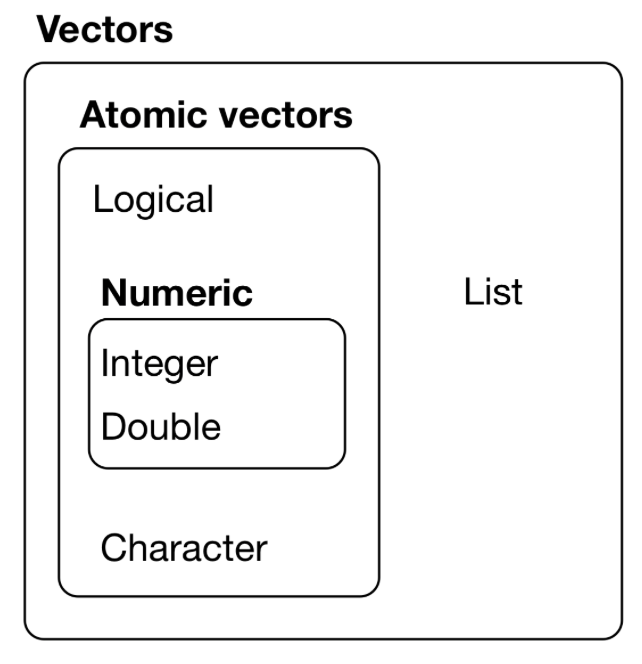 Vectors
Atomic vectors
Logical
Numeric
List
Integer
Double
Character